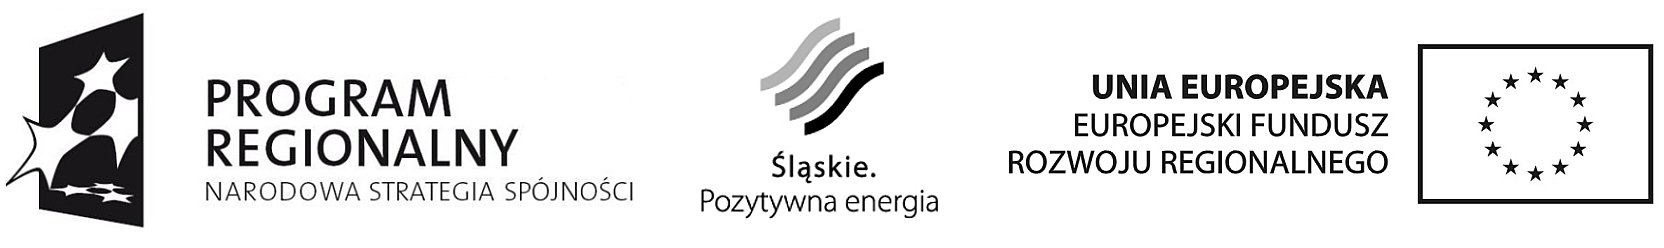 PROGRAM
REGIONALNY
NARODOWA STRATEGIA SPÓJNOŚCI
Śląskie.
Pozytywna energia
UNIA EUROPEJSKA
EUROPEJSKI FUNDUSZ
ROZWOJU REGIONALNEGO